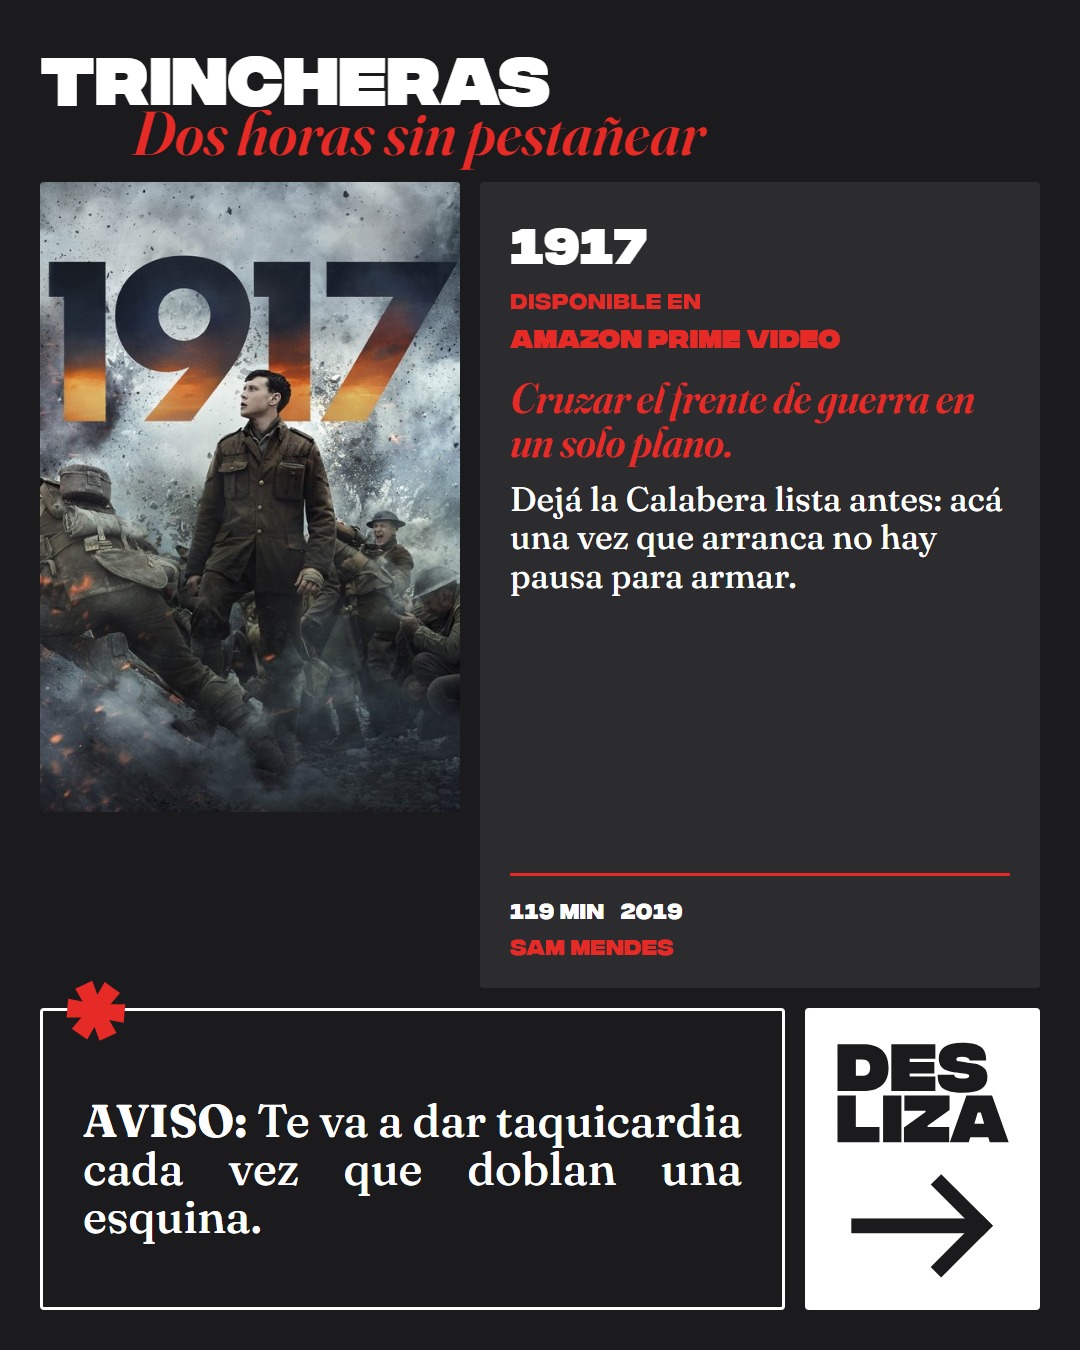 TRINCHERAS
Dos horas sin pestañear
1917
1917
DISPONIBLE EN
AMAZON PRIME VIDEO
Cruzar el frente de guerra en
un solo plano.
Dejá la Calabera lista antes: acá
una vez que arranca no hay
pausa para armar.
119 MIN 2019
SAM MENDES
AVISO: Te va a dar taquicardia
cada vez que doblan una
esquina.
DES
LIZA